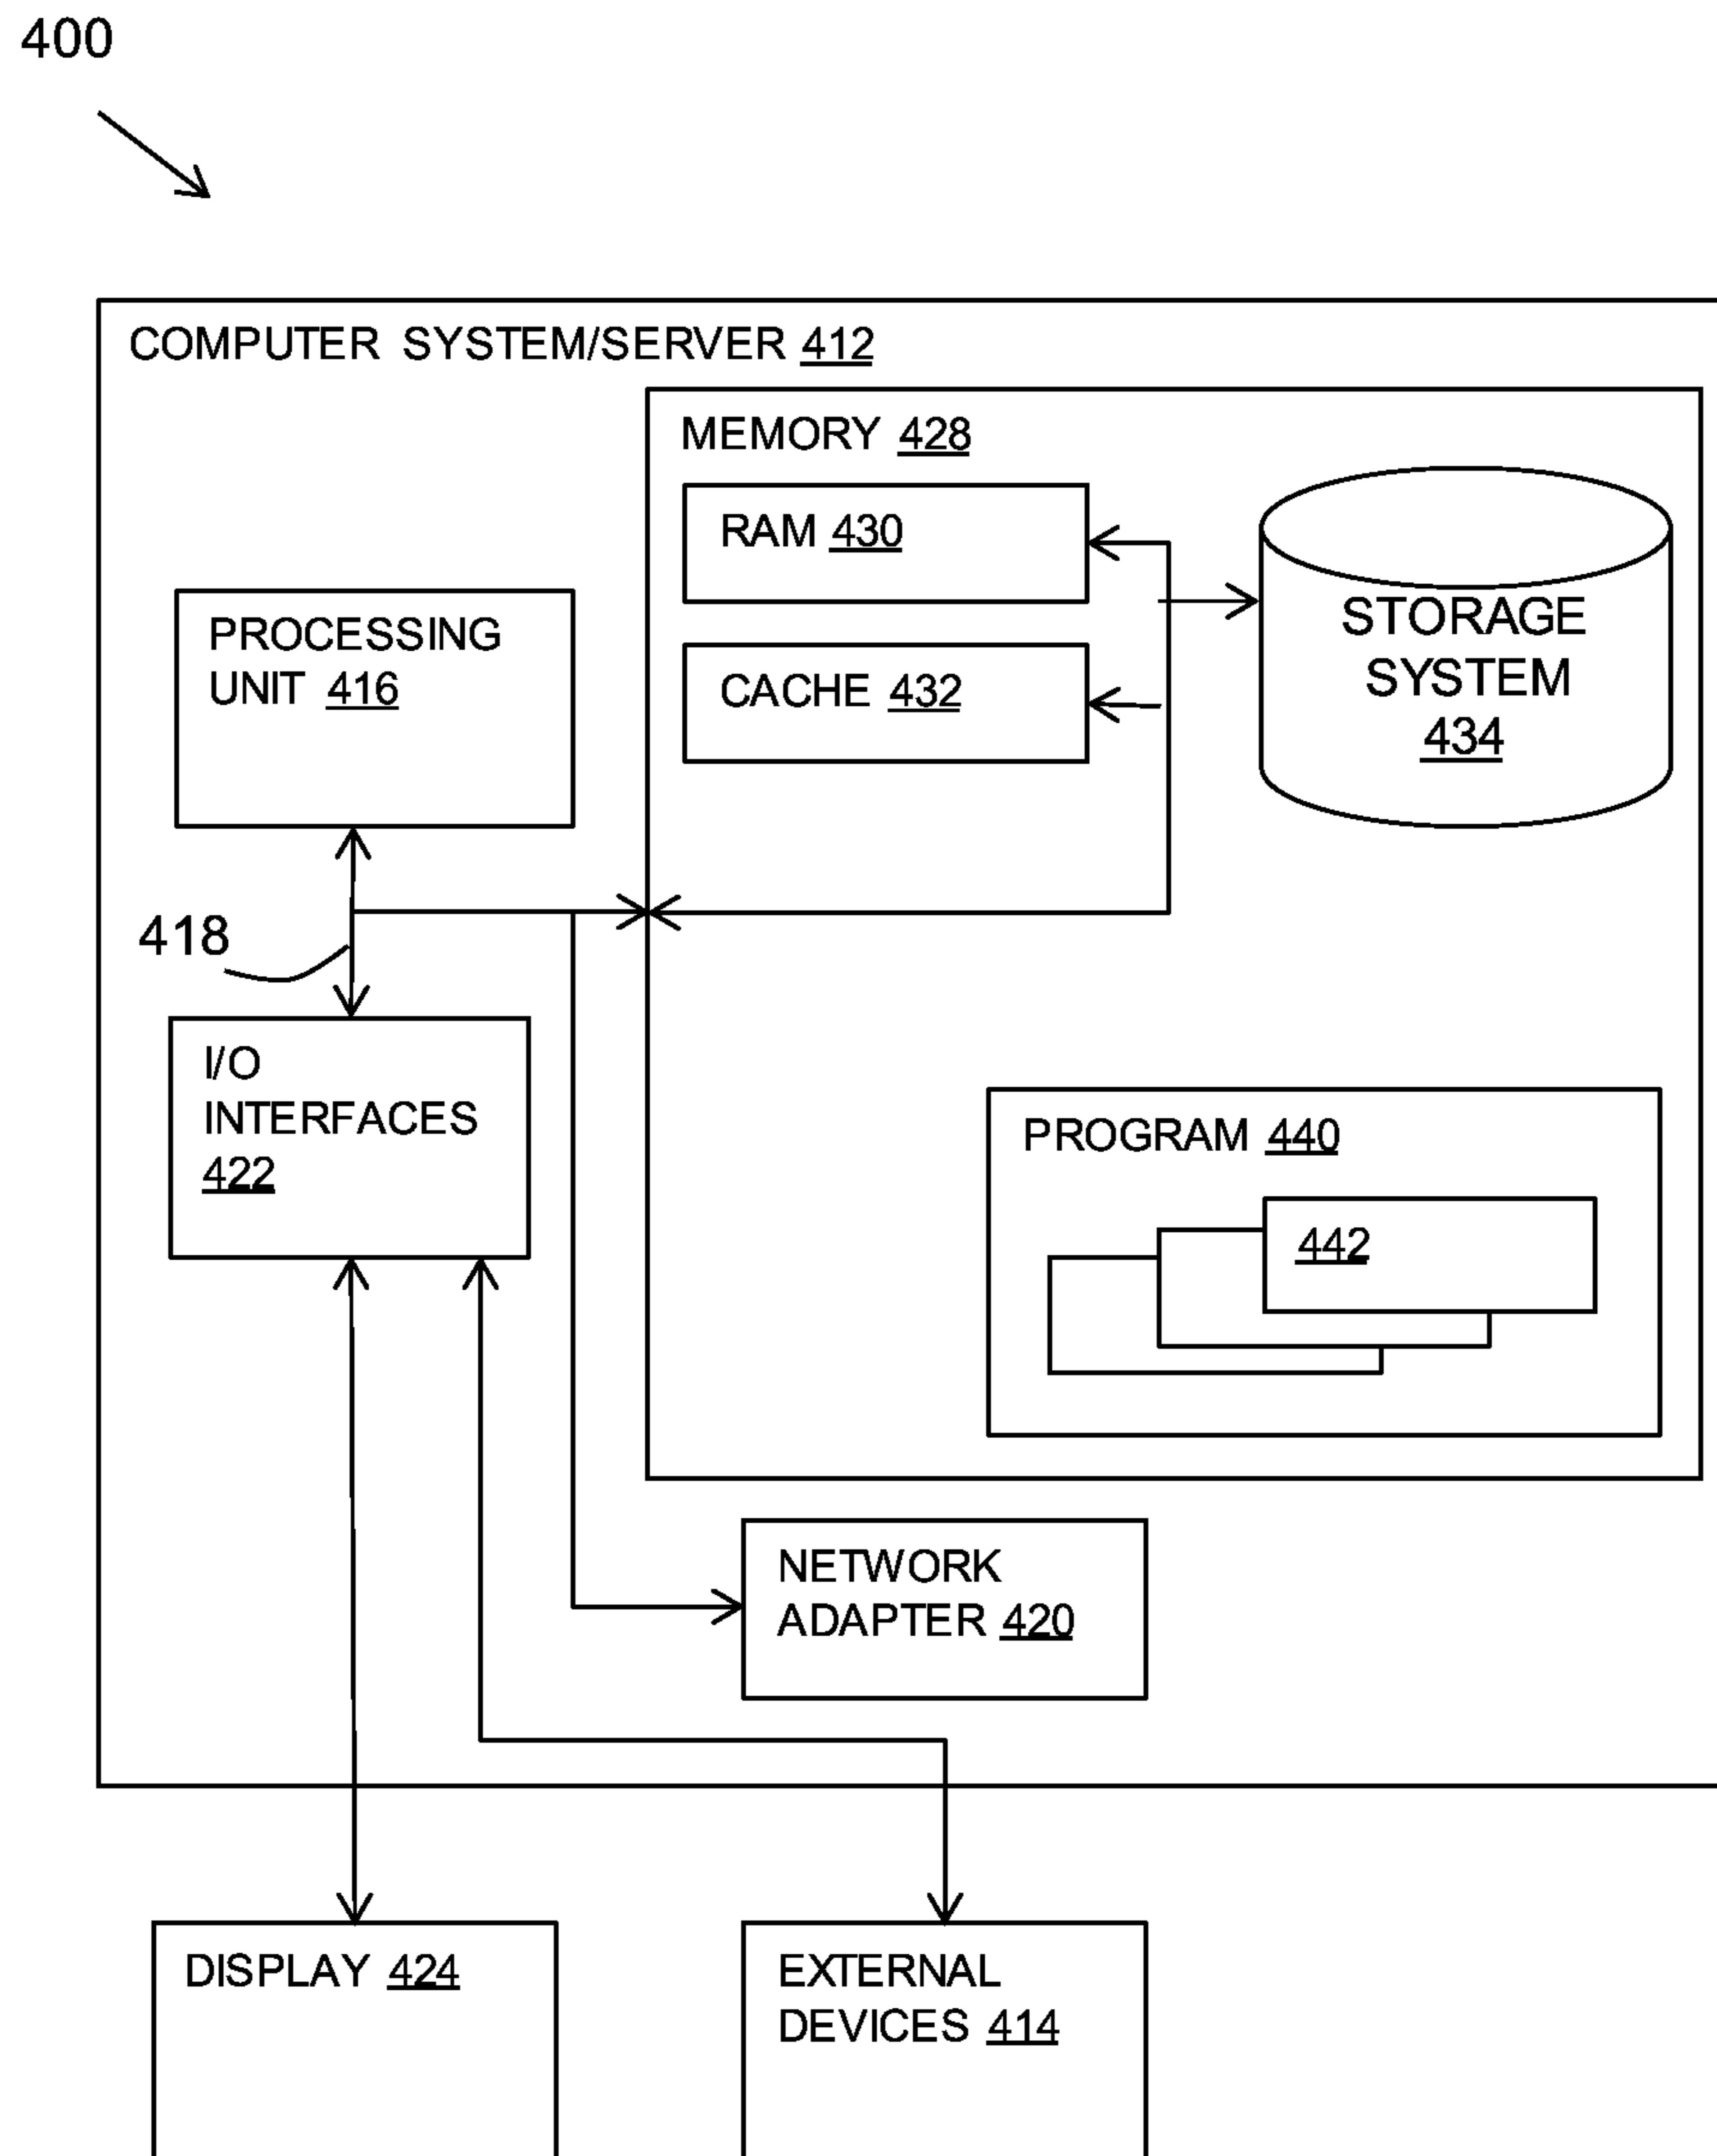 400
COMPUTER SYSTEM/SERVER 412
MEMORY 428
RAM 430
CACHE 432
STORAGE
SYSTEM
434
PROCESSING
UNIT 416
418
I/O
INTERFACES
422
PROGRAM 440
442
NETWORK
ADAPTER 420
DISPLAY 424
EXTERNAL
DEVICES 414